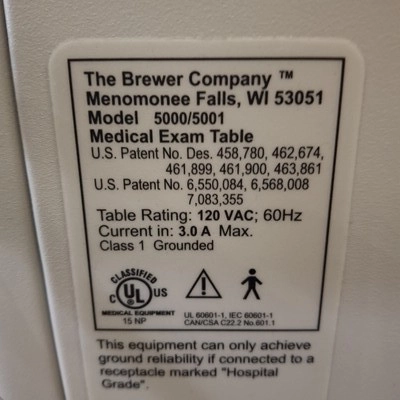 The Brewer Company ™
Menomonee Falls, WI 53051
Model 5000/5001
Medical Exam Table
U.S. Patent No. Des. 458,780, 462,674,
461,899, 461,900, 463,861
U.S. Patent No. 6,550,084, 6,568,008
7,083,355
Table Rating: 120 VAC; 60Hz
Current in: 3.0 A Max.
Class 1 Grounded
CLASSIFIED
C UL US
MEDICAL EQUIPMENT
15 NP
UL 60601-1, IEC 60601-1
CAN/CSA C22.2 No.601.1
This equipment can only achieve
ground reliability if connected to a
receptacle marked "Hospital
Grade".